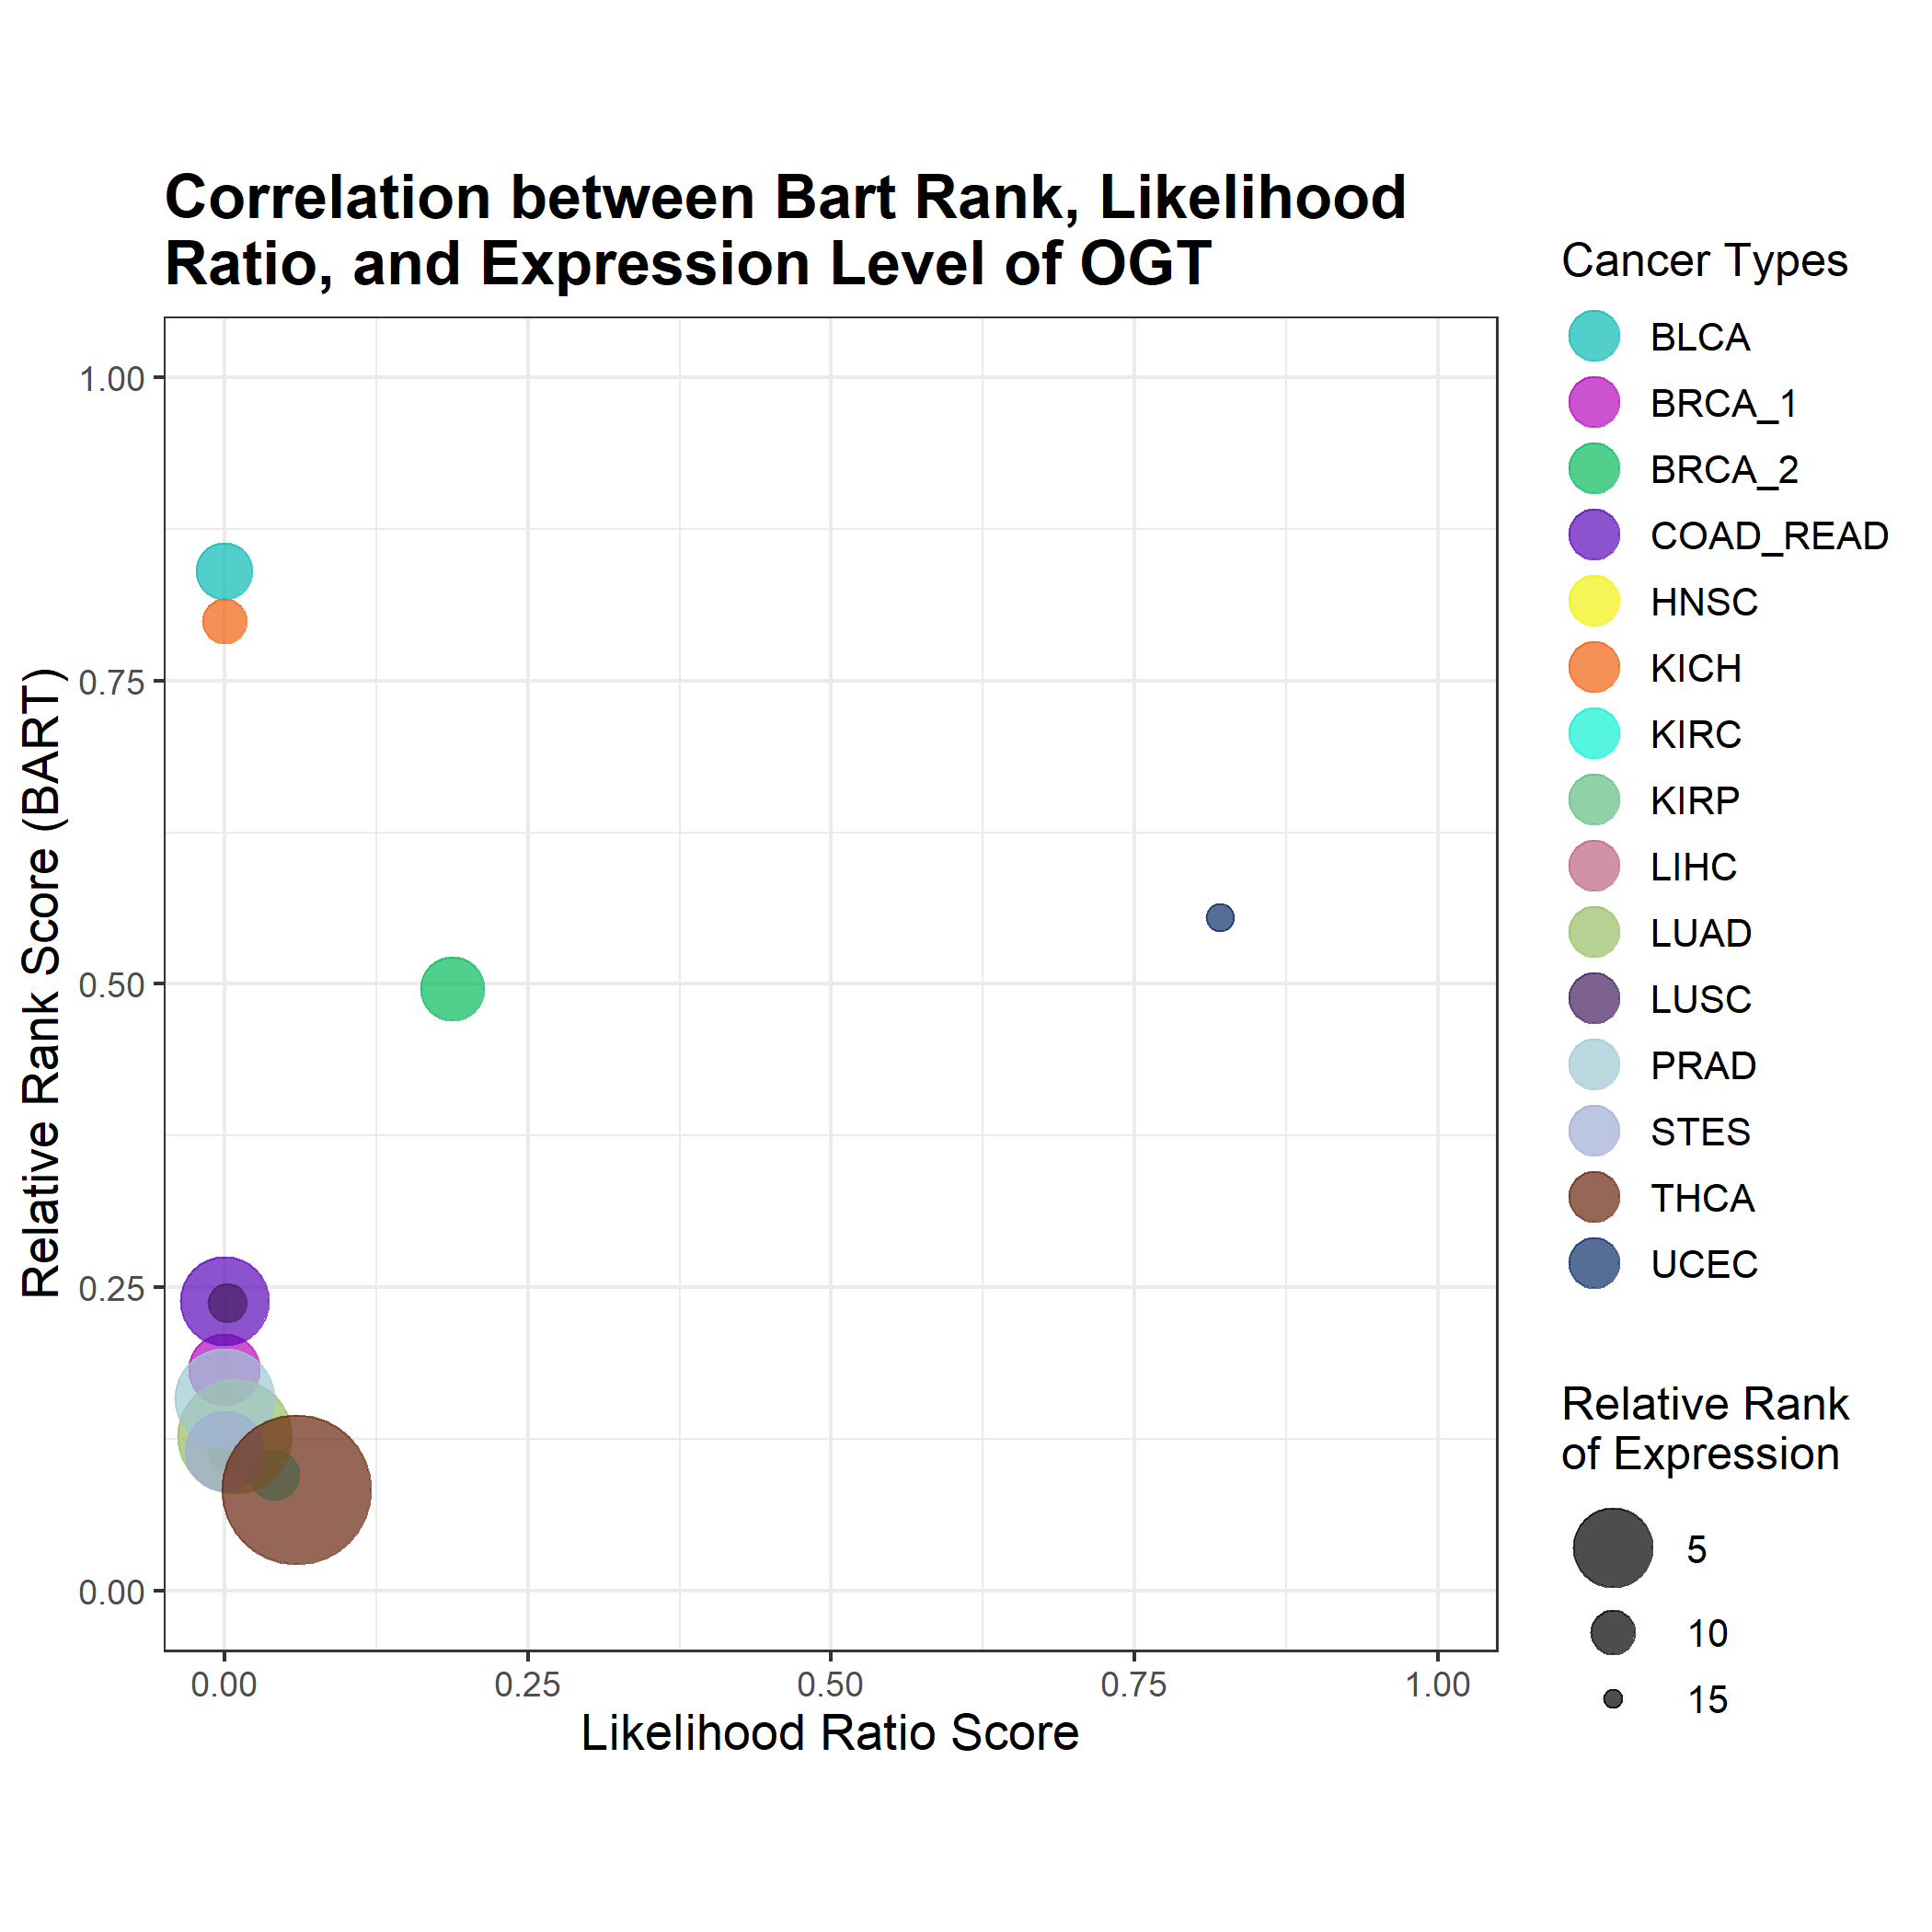 Correlation between Bart Rank, Likelihood
Ratio, and Expression Level of OGT
Relative Rank Score (BART)
1.00
0.75
0.50
0.25
0.00
0.00
0.25
0.50
0.75
1.00
Likelihood Ratio Score
Cancer Types
BLCA
BRCA_1
BRCA_2
COAD_READ
HNSC
KICH
KIRC
KIRP
LIHC
LUAD
LUSC
PRAD
STES
THCA
UCEC
Relative Rank
of Expression
5
10
15